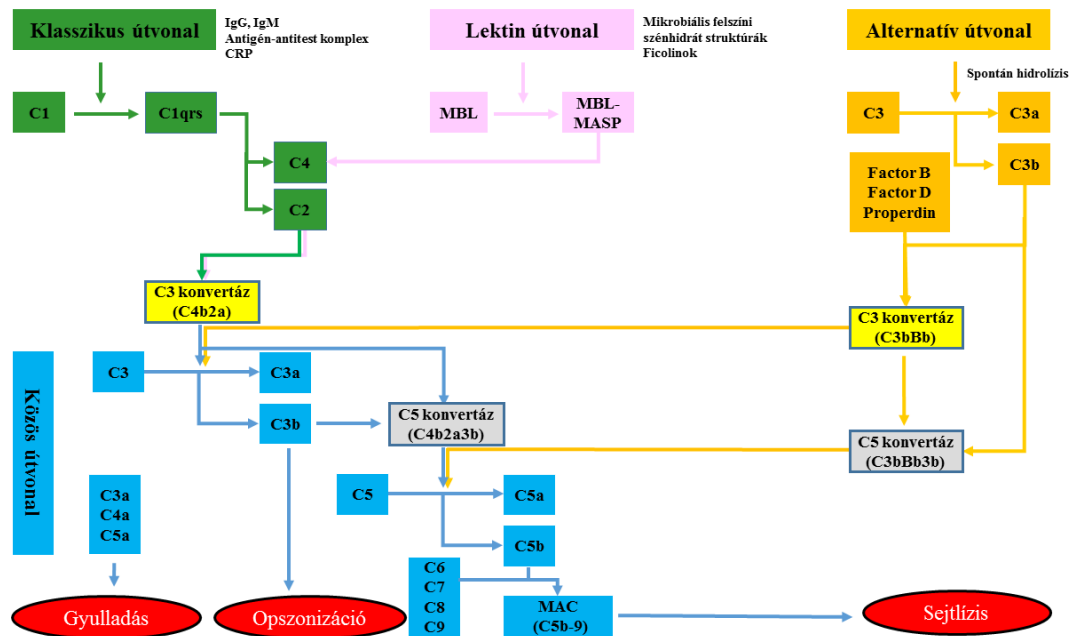 Klasszikus útvonal
IgG, IgM
Antigén-antitest komplex
CRP
Lektin útvonal
Mikrobiális felszíni
szénhidrát struktúrák
Ficolinok
Alternatív útvonal
Spontán hidrolízis
C1
C1qrs
MBL
MBL-
MASP
C3
C3a
C4
C3b
Factor B
Factor D
Properdin
C2
C3 konvertáz
(C4b2a)
C3 konvertáz
(C3bBb)
Közös útvonal
C3
C3a
C3b
C5 konvertáz
(C4b2a3b)
C5 konvertáz
(C3bBb3b)
C3a
C4a
C5a
C5
C5a
C5b
C6
C7
C8
C9
MAC
(C5b-9)
Gyulladás
Opszonizáció
Sejtlízis